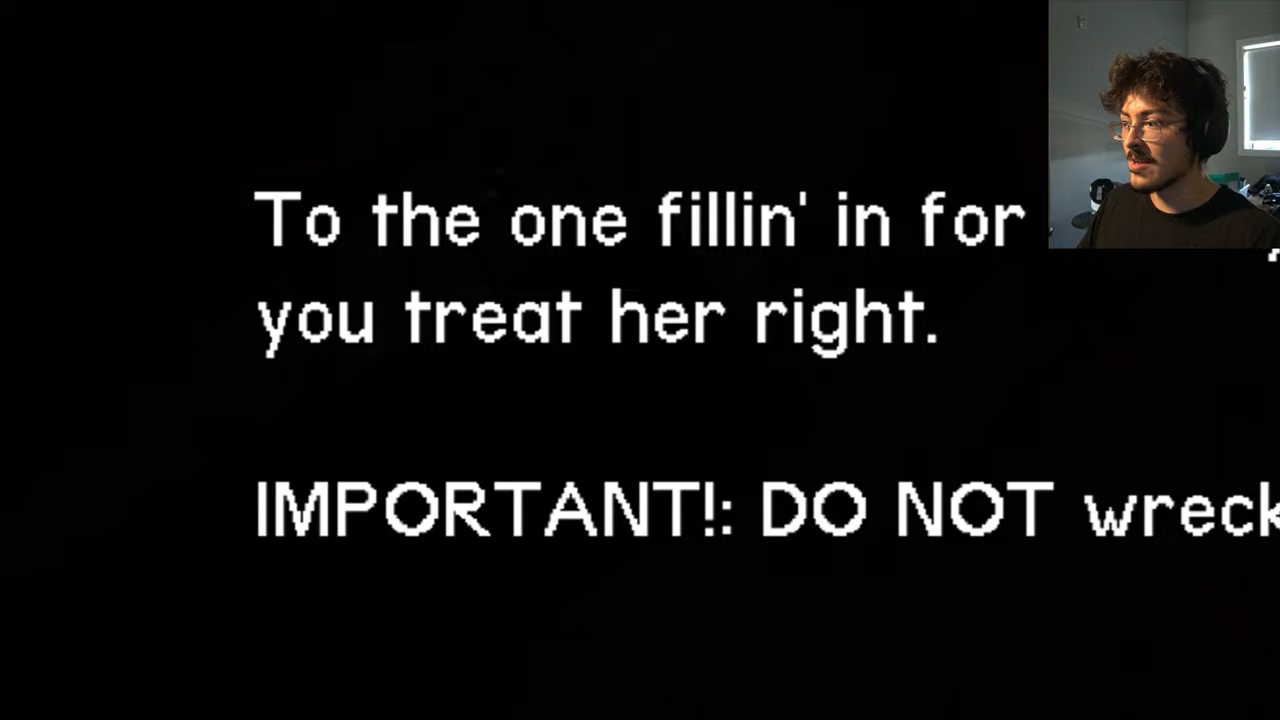 To the one fillin' in for
you treat her right.
IMPORTANT!: DO NOT wreck